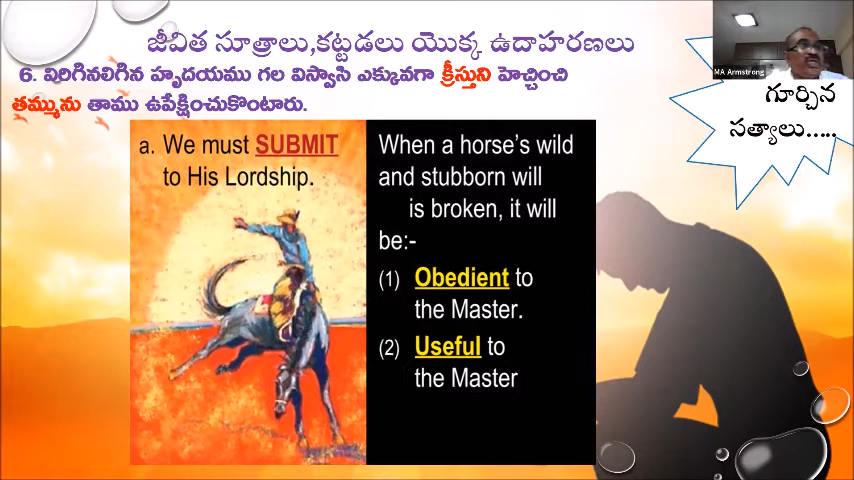 జీవిత సూత్రాలు,కట్టడలు యొక్క ఉదాహరణలు
6. విరిగినలిగిన హృదయము గల విస్వాసి ఎక్కువగా క్రీస్తుని హెచ్చించి
తమ్మును తాము ఉపేక్షించుకొంటారు.
MA Armstrong
గూర్చిన
సత్యాలు.....
a. We must SUBMIT
to His Lordship.
When a horse's wild
and stubborn will
is broken, it will
be:-
(1) Obedient to
the Master.
(2) Useful to
the Master